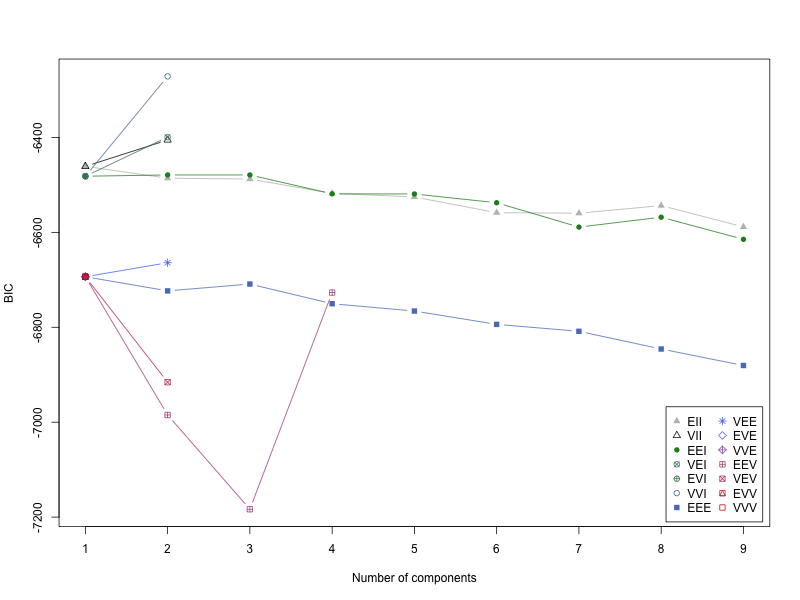 -6400
-6600
-6800
-7000
-7200
BIC
1 2 3 4 5 6 7 8 9
Number of components
EII VEE
VII EVE
EEI VVE
VEI EEV
EVI VEV
VVI EVV
EEE VVV